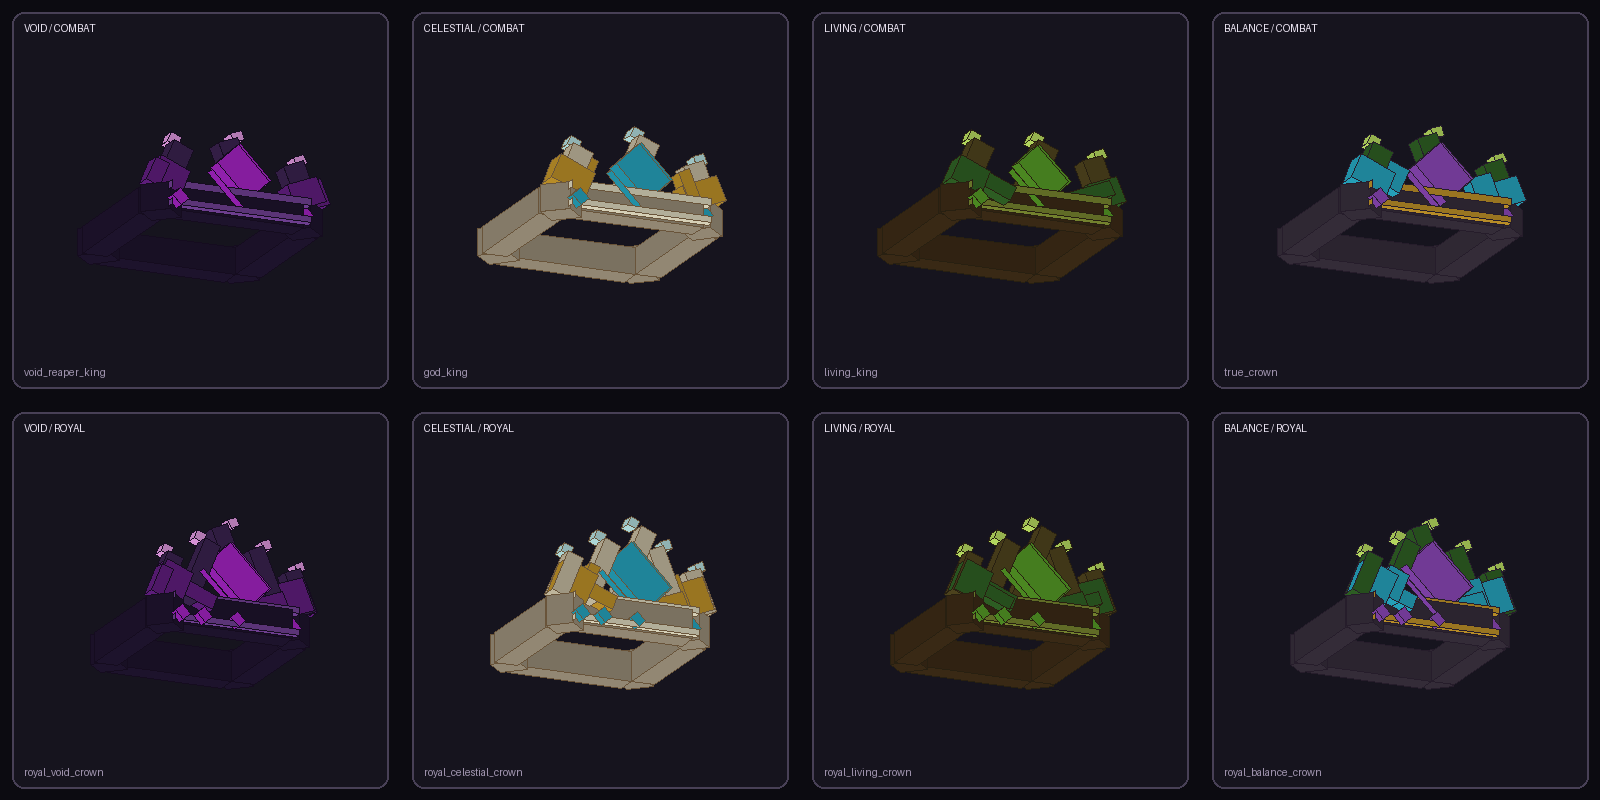 VOID / COMBAT
CELESTIAL / COMBAT
LIVING / COMBAT
BALANCE / COMBAT
void_reaper_king
god_king
living_king
true_crown
VOID / ROYAL
CELESTIAL / ROYAL
LIVING / ROYAL
BALANCE / ROYAL
royal_void_crown
royal_celestial_crown
royal_living_crown
royal_balance_crown